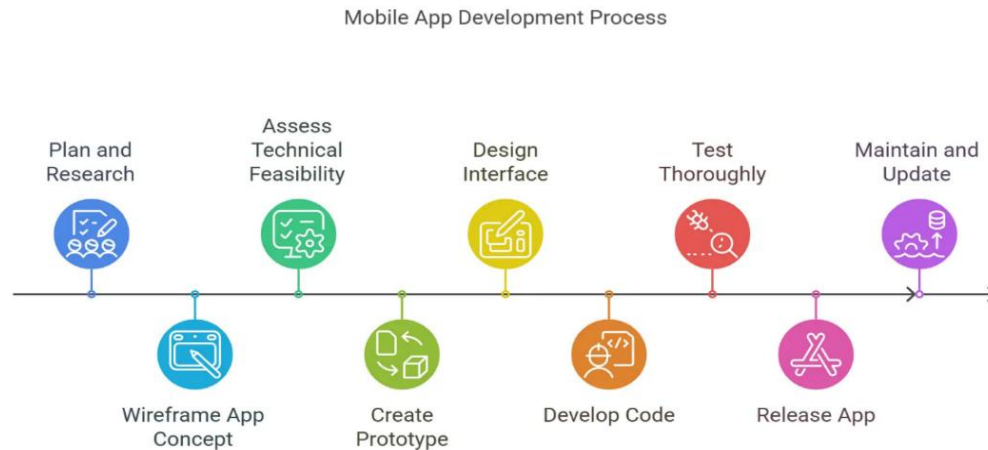 Mobile App Development Process
Plan and
Research
Wireframe App
Concept
Assess
Technical
Feasibility
Create
Prototype
Design
Interface
Develop Code
Test
Thoroughly
Release App
Maintain and
Update